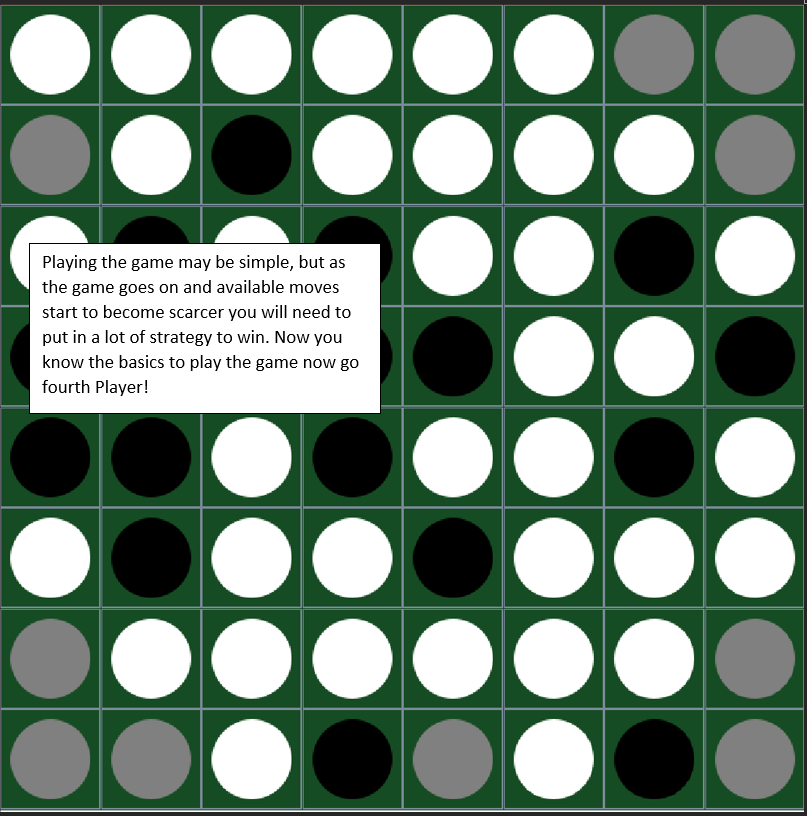 Playing the game may be simple, but as
the game goes on and available moves
start to become scarcer you will need to
put in a lot of strategy to win. Now you
know the basics to play the game now go
fourth Player!